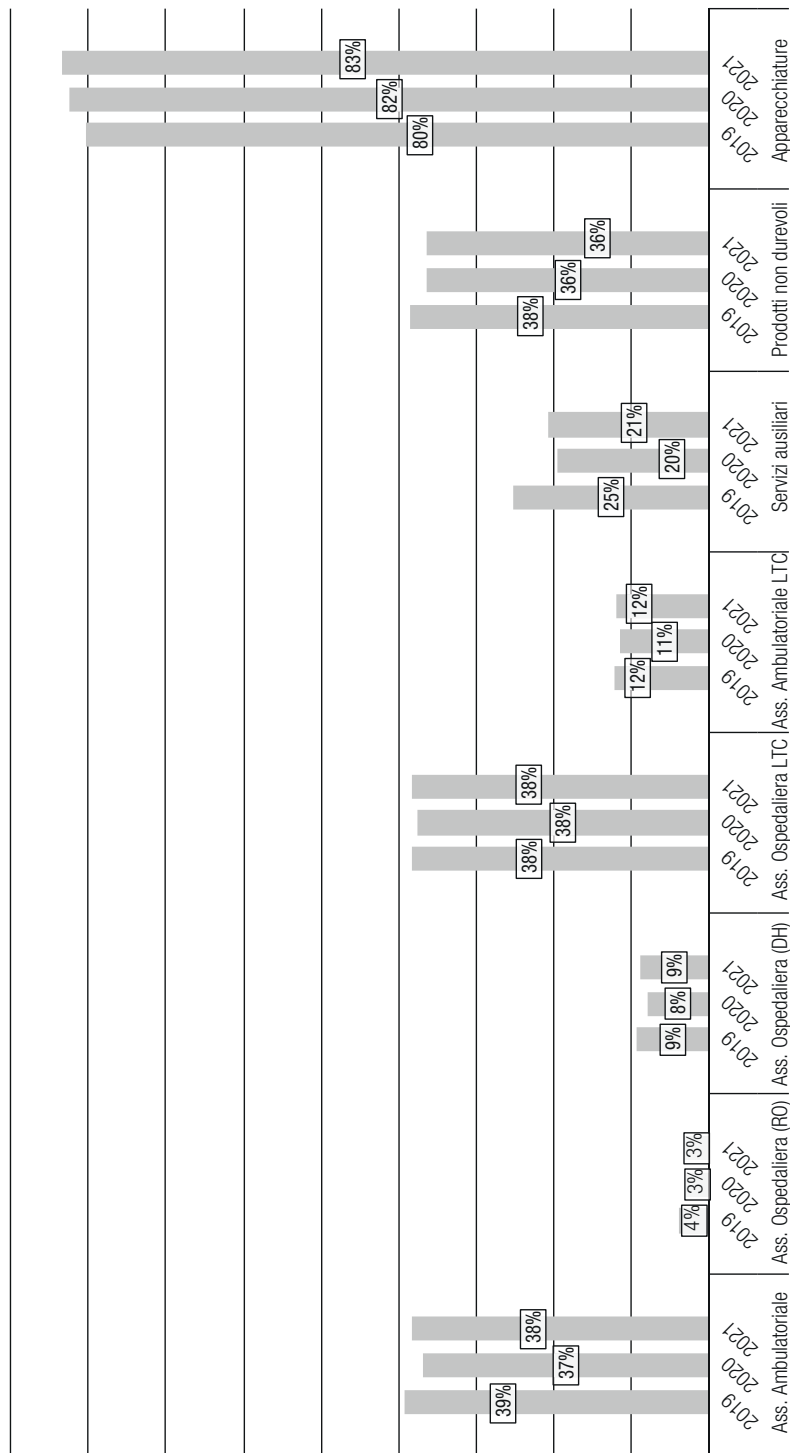 39% 37% 38%
4% 3% 3%
9% 8% 9%
38% 38% 38%
12% 11% 12%
25% 20% 21%
38% 36% 36%
80% 82% 83%
2019 2020 2021 2019 2020 2021 2019 2020 2021 2019 2020 2021 2019 2020 2021 2019 2020 2021 2019 2020 2021 2019 2020 2021
Ass. Ambulatoriale Ass. Ospedaliera (RO) Ass. Ospedaliera (DH) Ass. Ospedaliera LTC Ass. Ambulatoriale LTC Servizi ausiliari Prodotti non durevoli Apparecchiature